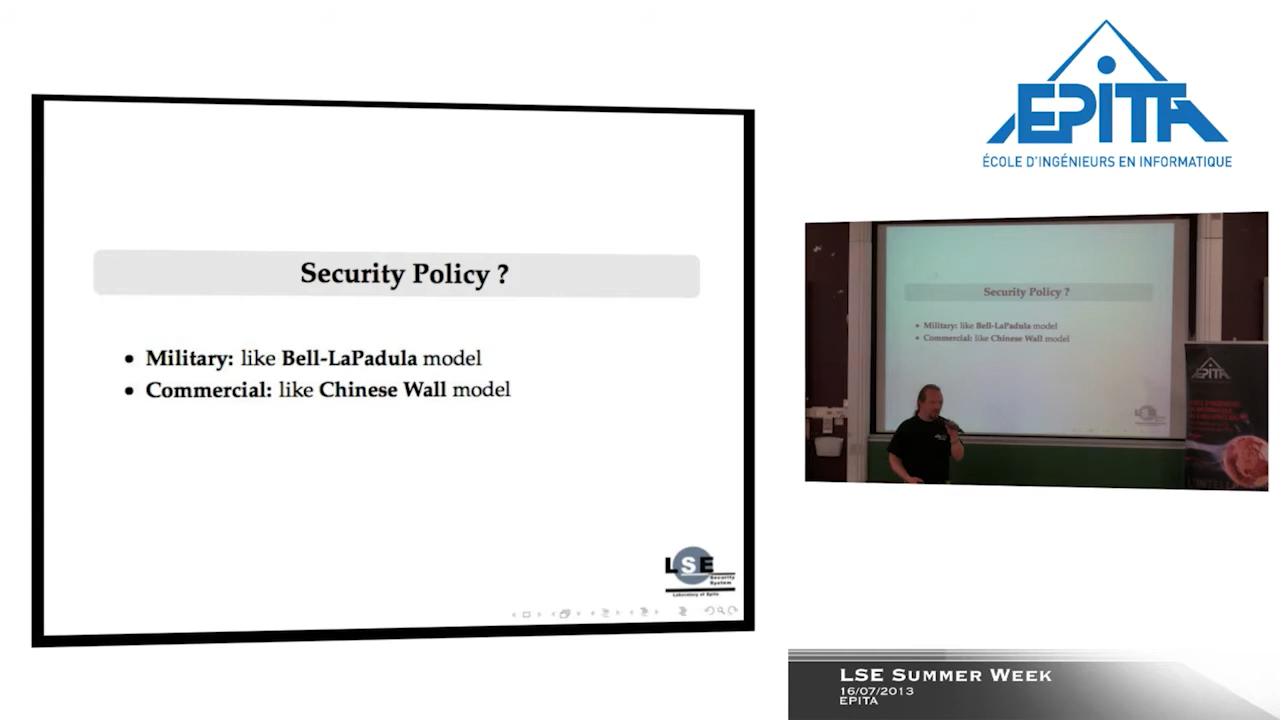 Security Policy ?
• Military: like Bell-LaPadula model
• Commercial: like Chinese Wall model
LSE
Security
System
Laboratory of Epita
EPITA
ÉCOLE D'INGÉNIEURS EN INFORMATIQUE
Security Policy ?
• Military: like Bell-LaPadula model
• Commercial: like Chinese Wall model
LSE
EPITA
LSE Summer Week
16/07/2013
EPITA